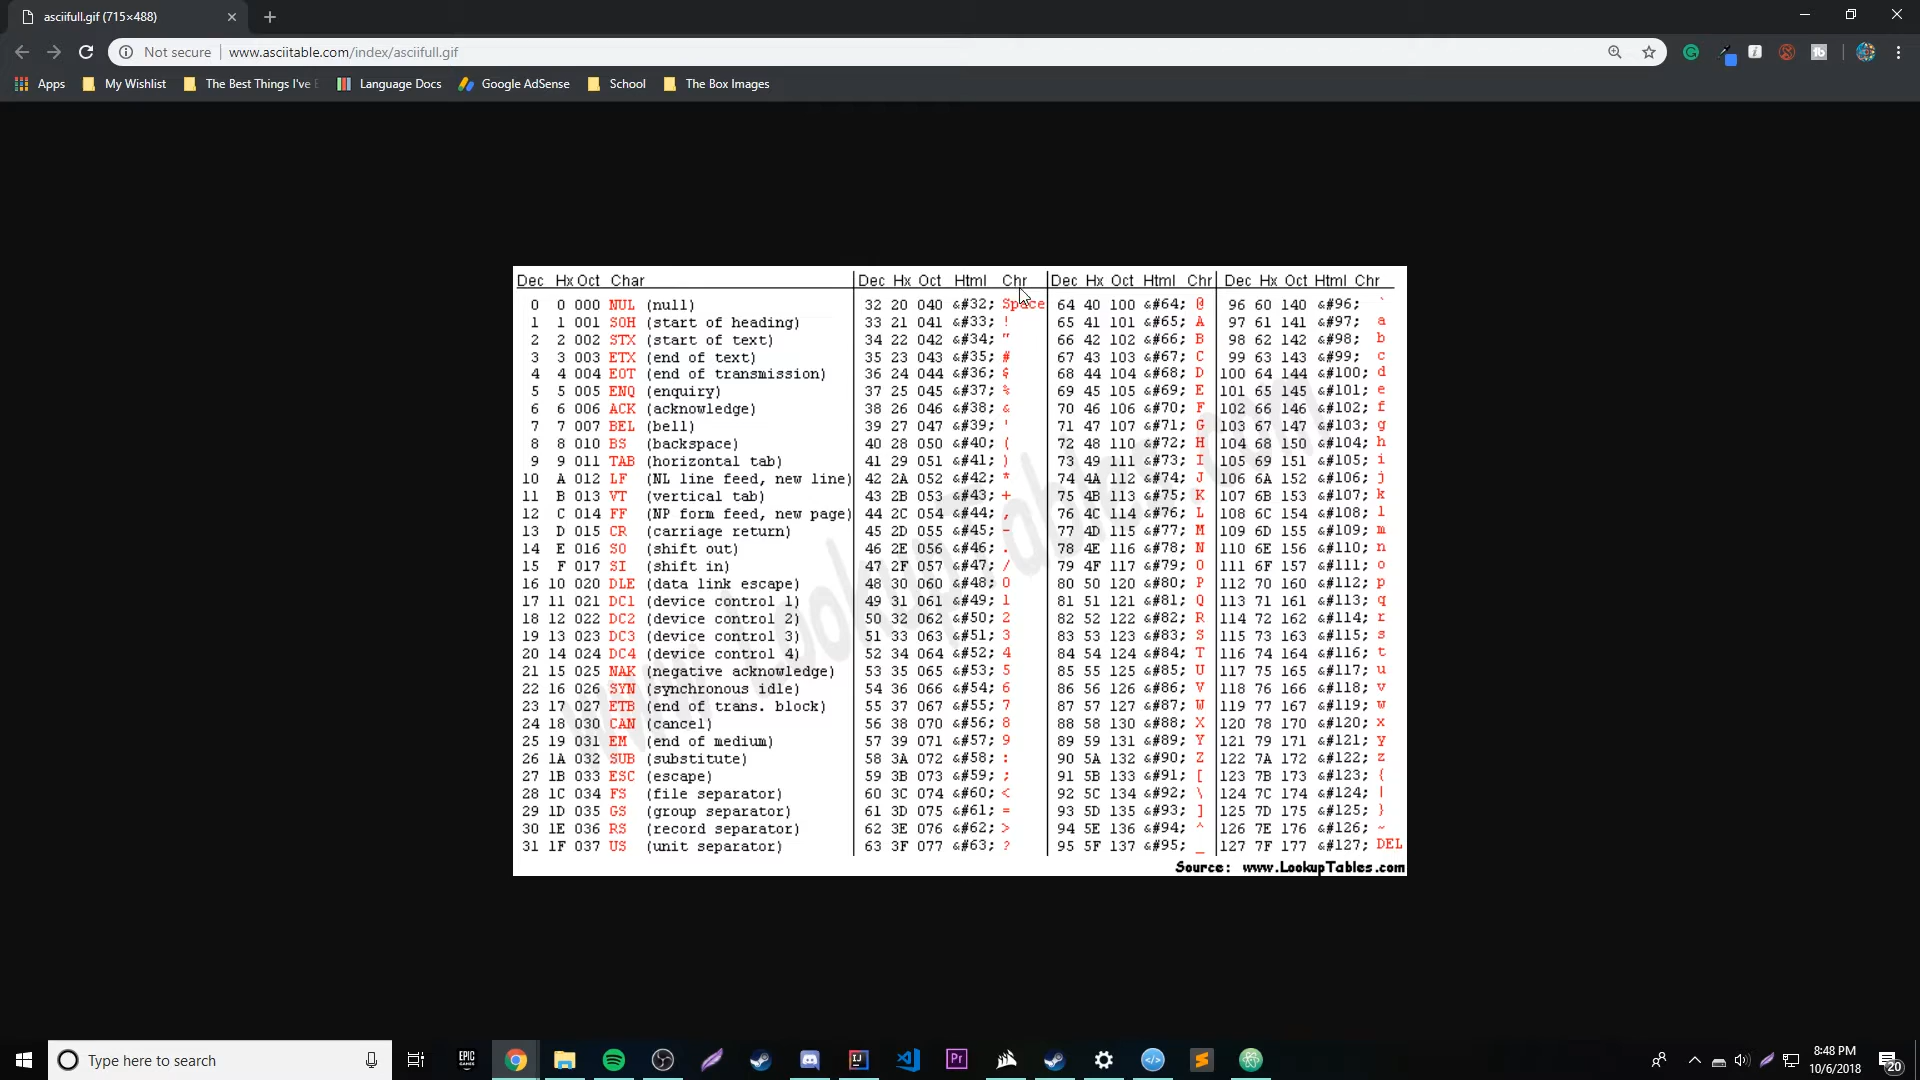 asciifull.gif (715×488)
Not secure | www.asciitable.com/index/asciifull.gif
Apps My Wishlist The Best Things I've Language Docs Google AdSense School The Box Images
Dec Hx Oct Char Dec Hx Oct Html Chr Dec Hx Oct Html Chr Dec Hx Oct Html Chr
0 0 000 NUL (null) 32 20 040 &#32; Space 64 40 100 &#64; @ 96 60 140 &#96; `
1 1 001 SOH (start of heading) 33 21 041 &#33; ! 65 41 101 &#65; A 97 61 141 &#97; a
2 2 002 STX (start of text) 34 22 042 &#34; " 66 42 102 &#66; B 98 62 142 &#98; b
3 3 003 ETX (end of text) 35 23 043 &#35; # 67 43 103 &#67; C 99 63 143 &#99; c
4 4 004 EOT (end of transmission) 36 24 044 &#36; $ 68 44 104 &#68; D 100 64 144 &#100; d
5 5 005 ENQ (enquiry) 37 25 045 &#37; % 69 45 105 &#69; E 101 65 145 &#101; e
6 6 006 ACK (acknowledge) 38 26 046 &#38; & 70 46 106 &#70; F 102 66 146 &#102; f
7 7 007 BEL (bell) 39 27 047 &#39; ' 71 47 107 &#71; G 103 67 147 &#103; g
8 8 010 BS (backspace) 40 28 050 &#40; ( 72 48 110 &#72; H 104 68 150 &#104; h
9 9 011 TAB (horizontal tab) 41 29 051 &#41; ) 73 49 111 &#73; I 105 69 151 &#105; i
10 A 012 LF (NL line feed, new line) 42 2A 052 &#42; * 74 4A 112 &#74; J 106 6A 152 &#106; j
11 B 013 VT (vertical tab) 43 2B 053 &#43; + 75 4B 113 &#75; K 107 6B 153 &#107; k
12 C 014 FF (NP form feed, new page) 44 2C 054 &#44; , 76 4C 114 &#76; L 108 6C 154 &#108; l
13 D 015 CR (carriage return) 45 2D 055 &#45; - 77 4D 115 &#77; M 109 6D 155 &#109; m
14 E 016 SO (shift out) 46 2E 056 &#46; . 78 4E 116 &#78; N 110 6E 156 &#110; n
15 F 017 SI (shift in) 47 2F 057 &#47; / 79 4F 117 &#79; O 111 6F 157 &#111; o
16 10 020 DLE (data link escape) 48 30 060 &#48; 0 80 50 120 &#80; P 112 70 160 &#112; p
17 11 021 DC1 (device control 1) 49 31 061 &#49; 1 81 51 121 &#81; Q 113 71 161 &#113; q
18 12 022 DC2 (device control 2) 50 32 062 &#50; 2 82 52 122 &#82; R 114 72 162 &#114; r
19 13 023 DC3 (device control 3) 51 33 063 &#51; 3 83 53 123 &#83; S 115 73 163 &#115; s
20 14 024 DC4 (device control 4) 52 34 064 &#52; 4 84 54 124 &#84; T 116 74 164 &#116; t
21 15 025 NAK (negative acknowledge) 53 35 065 &#53; 5 85 55 125 &#85; U 117 75 165 &#117; u
22 16 026 SYN (synchronous idle) 54 36 066 &#54; 6 86 56 126 &#86; V 118 76 166 &#118; v
23 17 027 ETB (end of trans. block) 55 37 067 &#55; 7 87 57 127 &#87; W 119 77 167 &#119; w
24 18 030 CAN (cancel) 56 38 070 &#56; 8 88 58 130 &#88; X 120 78 170 &#120; x
25 19 031 EM (end of medium) 57 39 071 &#57; 9 89 59 131 &#89; Y 121 79 171 &#121; y
26 1A 032 SUB (substitute) 58 3A 072 &#58; : 90 5A 132 &#90; Z 122 7A 172 &#122; z
27 1B 033 ESC (escape) 59 3B 073 &#59; ; 91 5B 133 &#91; [ 123 7B 173 &#123; {
28 1C 034 FS (file separator) 60 3C 074 &#60; < 92 5C 134 &#92; \ 124 7C 174 &#124; |
29 1D 035 GS (group separator) 61 3D 075 &#61; = 93 5D 135 &#93; ] 125 7D 175 &#125; }
30 1E 036 RS (record separator) 62 3E 076 &#62; > 94 5E 136 &#94; ^ 126 7E 176 &#126; ~
31 1F 037 US (unit separator) 63 3F 077 &#63; ? 95 5F 137 &#95; _ 127 7F 177 &#127; DEL
www.LookupTables.com
Source: www.LookupTables.com
Type here to search
EPIC GAMES
Pr
8:48 PM
10/6/2018
20